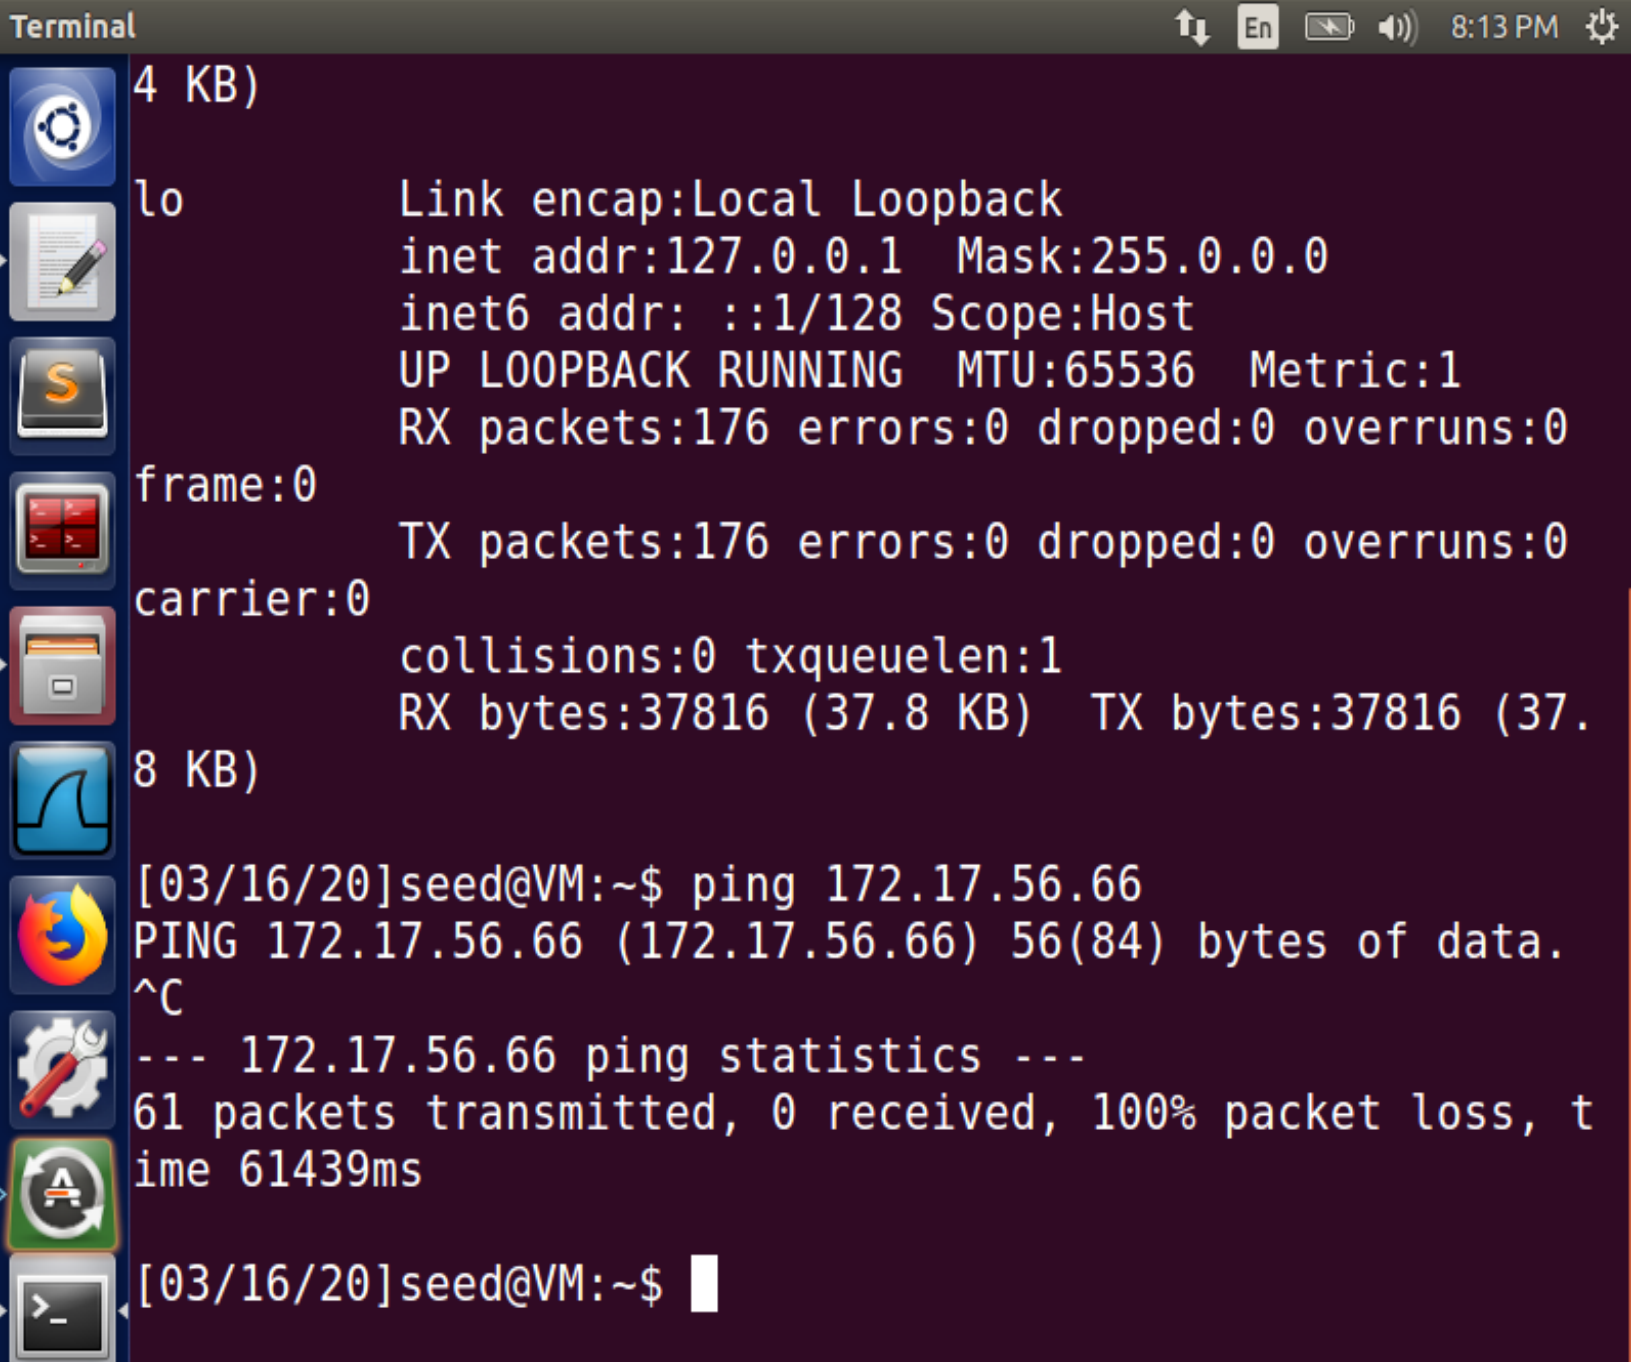 Terminal
En
8:13 PM
4 KB)
lo        Link encap:Local Loopback
          inet addr:127.0.0.1  Mask:255.0.0.0
          inet6 addr: ::1/128 Scope:Host
          UP LOOPBACK RUNNING  MTU:65536  Metric:1
          RX packets:176 errors:0 dropped:0 overruns:0
frame:0
          TX packets:176 errors:0 dropped:0 overruns:0
carrier:0
          collisions:0 txqueuelen:1
          RX bytes:37816 (37.8 KB)  TX bytes:37816 (37.
8 KB)
[03/16/20]seed@VM:~$ ping 172.17.56.66
PING 172.17.56.66 (172.17.56.66) 56(84) bytes of data.
^C
--- 172.17.56.66 ping statistics ---
61 packets transmitted, 0 received, 100% packet loss, t
ime 61439ms
[03/16/20]seed@VM:~$